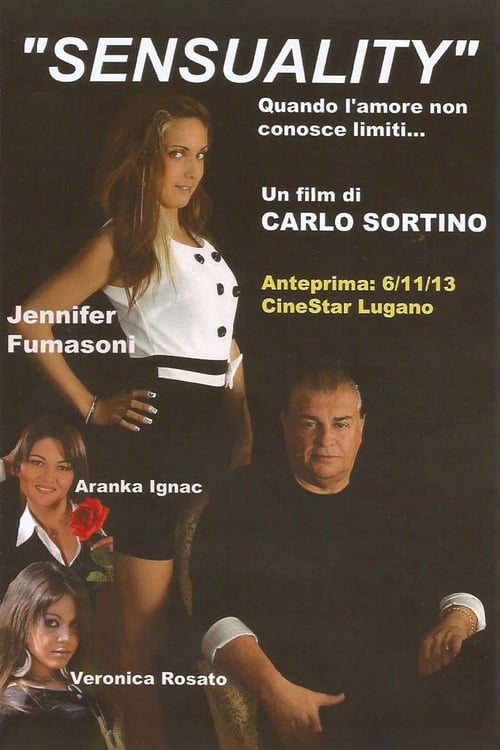 "SENSUALITY"
Quando l'amore non
conosce limiti...
Un film di
CARLO SORTINO
Anteprima: 6/11/13
CineStar Lugano
Jennifer
Fumasoni
Aranka Ignac
Veronica Rosato